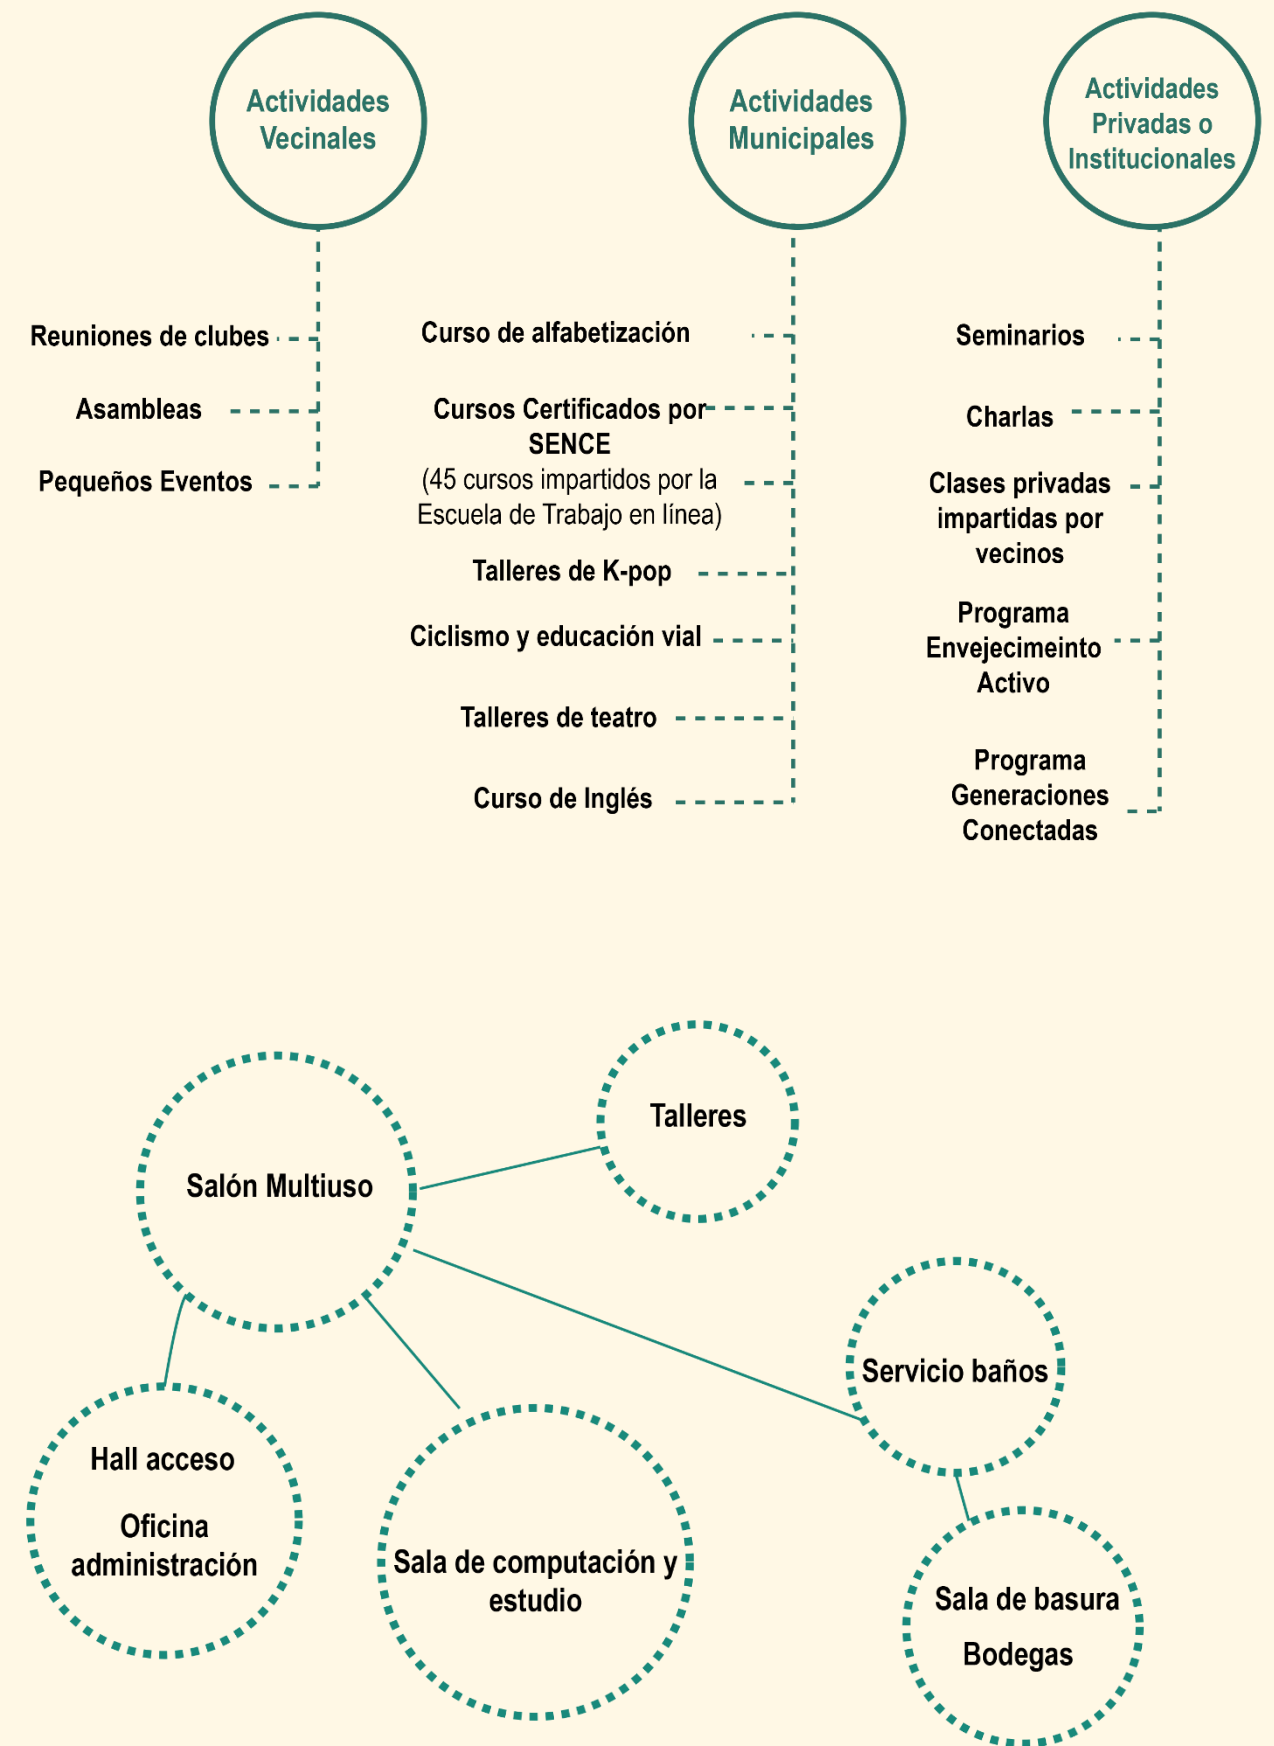 Actividades
Vecinales
Reuniones de clubes
Asambleas
Pequeños Eventos
Actividades
Municipales
Curso de alfabetización
Cursos Certificados por
SENCE
(45 cursos impartidos por la
Escuela de Trabajo en línea)
Talleres de K-pop
Ciclismo y educación vial
Talleres de teatro
Curso de Inglés
Actividades
Privadas o
Institucionales
Seminarios
Charlas
Clases privadas
impartidas por
vecinos
Programa
Envejecimeinto
Activo
Programa
Generaciones
Conectadas
Salón Multiuso
Talleres
Servicio baños
Hall acceso
Oficina
administración
Sala de computación y
estudio
Sala de basura
Bodegas